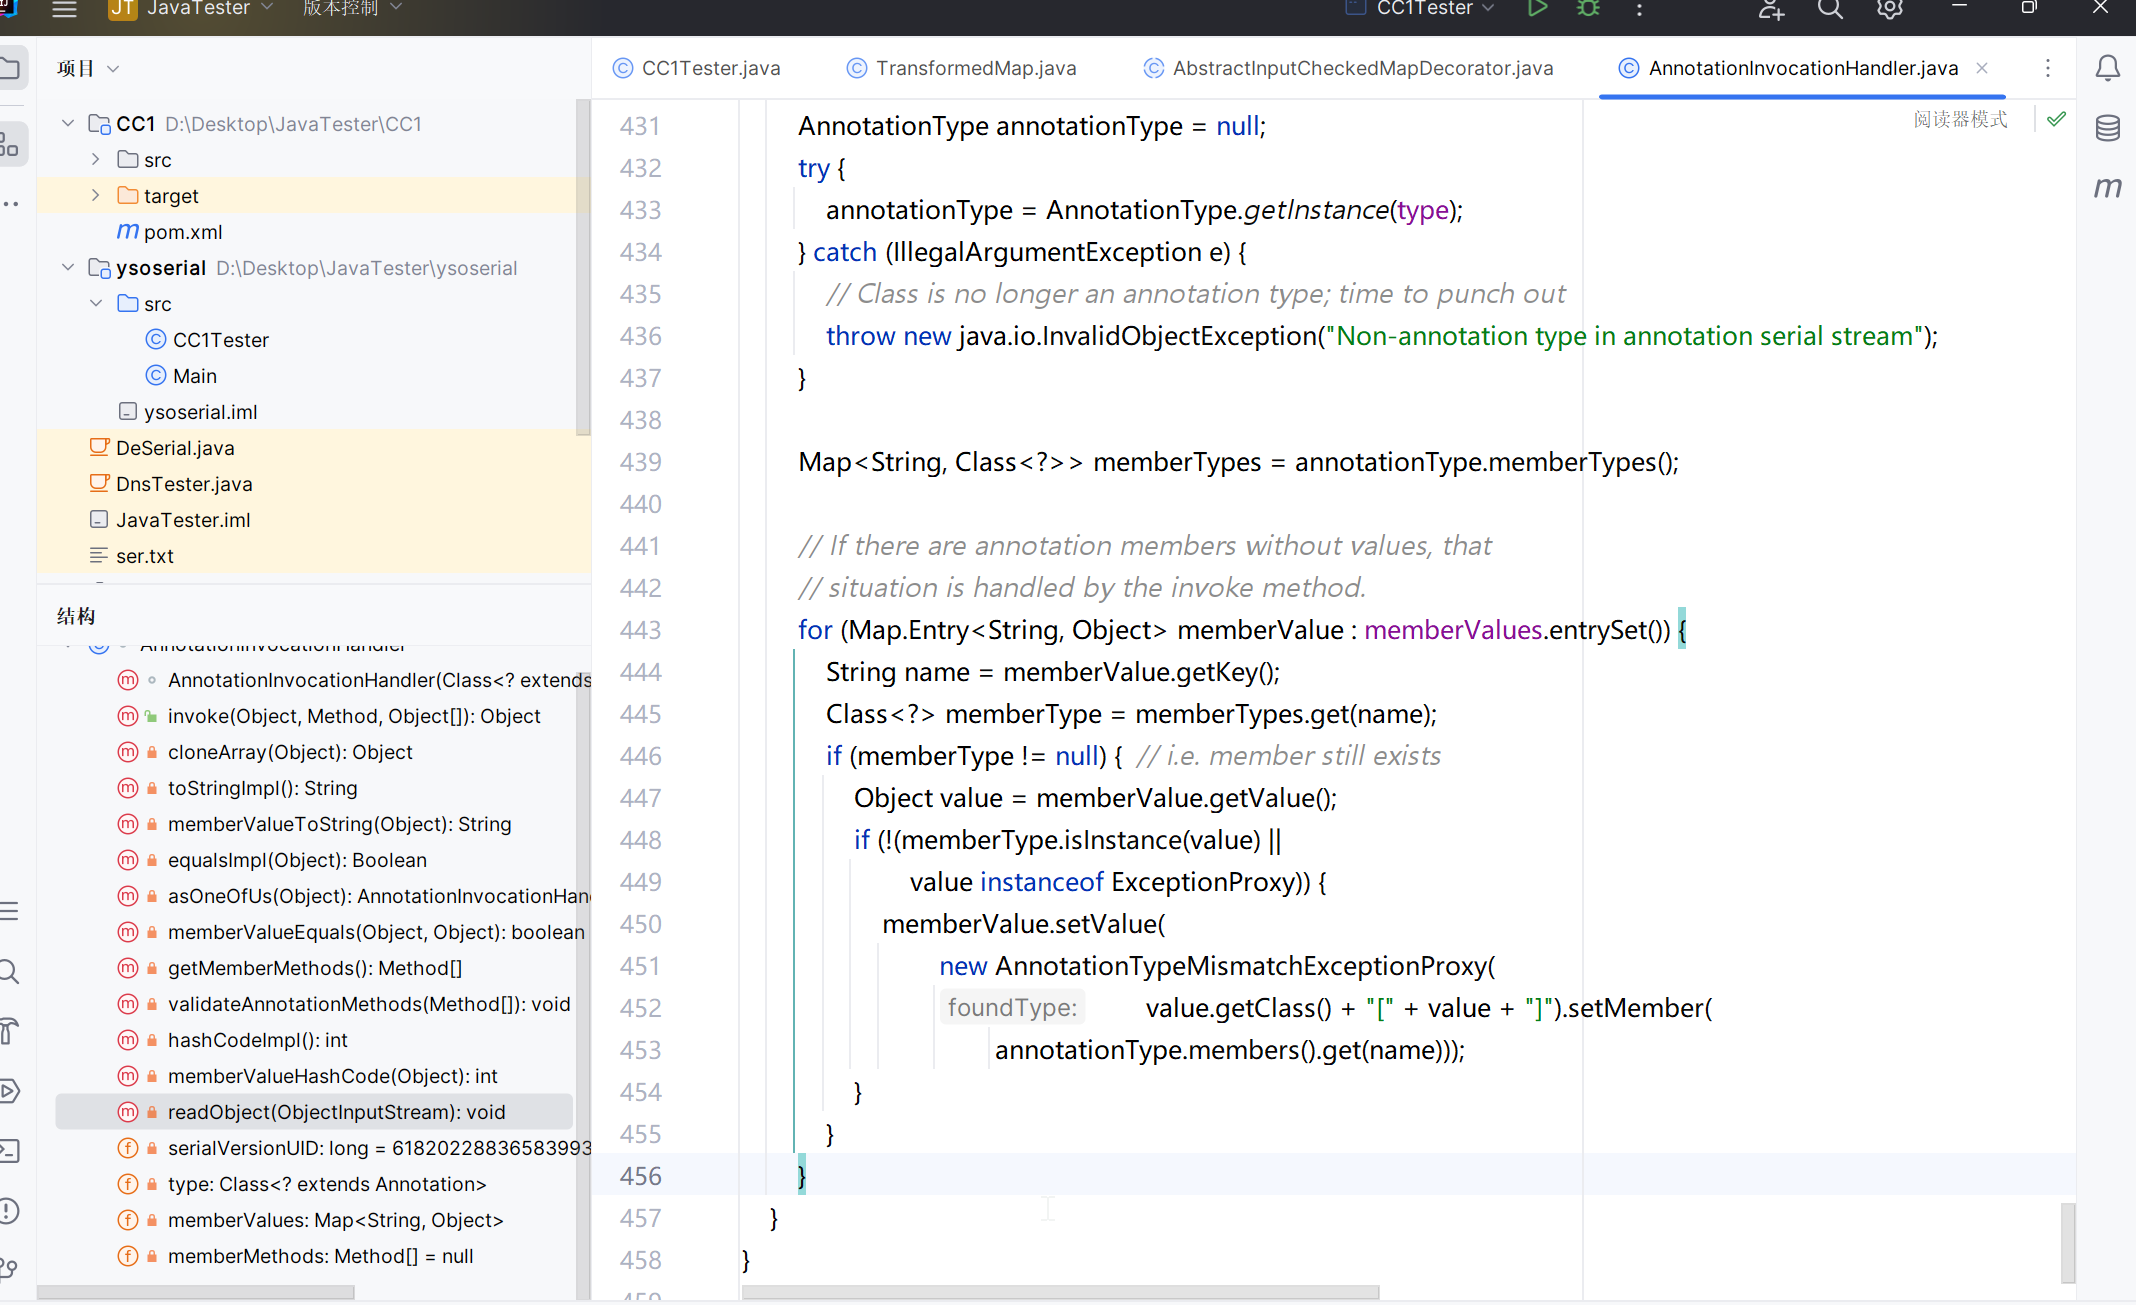 JT JavaTester 版本控制 CC1Tester
项目
CC1Tester.java TransformedMap.java AbstractInputCheckedMapDecorator.java AnnotationInvocationHandler.java
阅读器模式
CC1 D:\Desktop\JavaTester\CC1
src
target
pom.xml
ysoserial D:\Desktop\JavaTester\ysoserial
src
CC1Tester
Main
ysoserial.iml
DeSerial.java
DnsTester.java
JavaTester.iml
ser.txt
结构
AnnotationInvocationHandler
AnnotationInvocationHandler(Class<? extends
invoke(Object, Method, Object[]): Object
cloneArray(Object): Object
toStringImpl(): String
memberValueToString(Object): String
equalsImpl(Object): Boolean
asOneOfUs(Object): AnnotationInvocationHan
memberValueEquals(Object, Object): boolean
getMemberMethods(): Method[]
validateAnnotationMethods(Method[]): void
hashCodeImpl(): int
memberValueHashCode(Object): int
readObject(ObjectInputStream): void
serialVersionUID: long = 61820228836583993
type: Class<? extends Annotation>
memberValues: Map<String, Object>
memberMethods: Method[] = null
431 AnnotationType annotationType = null;
432 try {
433 annotationType = AnnotationType.getInstance(type);
434 } catch (IllegalArgumentException e) {
435 // Class is no longer an annotation type; time to punch out
436 throw new java.io.InvalidObjectException("Non-annotation type in annotation serial stream");
437 }
438
439 Map<String, Class<?>> memberTypes = annotationType.memberTypes();
440
441 // If there are annotation members without values, that
442 // situation is handled by the invoke method.
443 for (Map.Entry<String, Object> memberValue : memberValues.entrySet()) {
444 String name = memberValue.getKey();
445 Class<?> memberType = memberTypes.get(name);
446 if (memberType != null) { // i.e. member still exists
447 Object value = memberValue.getValue();
448 if (!(memberType.isInstance(value) ||
449 value instanceof ExceptionProxy)) {
450 memberValue.setValue(
451 new AnnotationTypeMismatchExceptionProxy(
452 foundType: value.getClass() + "[" + value + "]").setMember(
453 annotationType.members().get(name)));
454 }
455 }
456 }
457 }
458 }
459